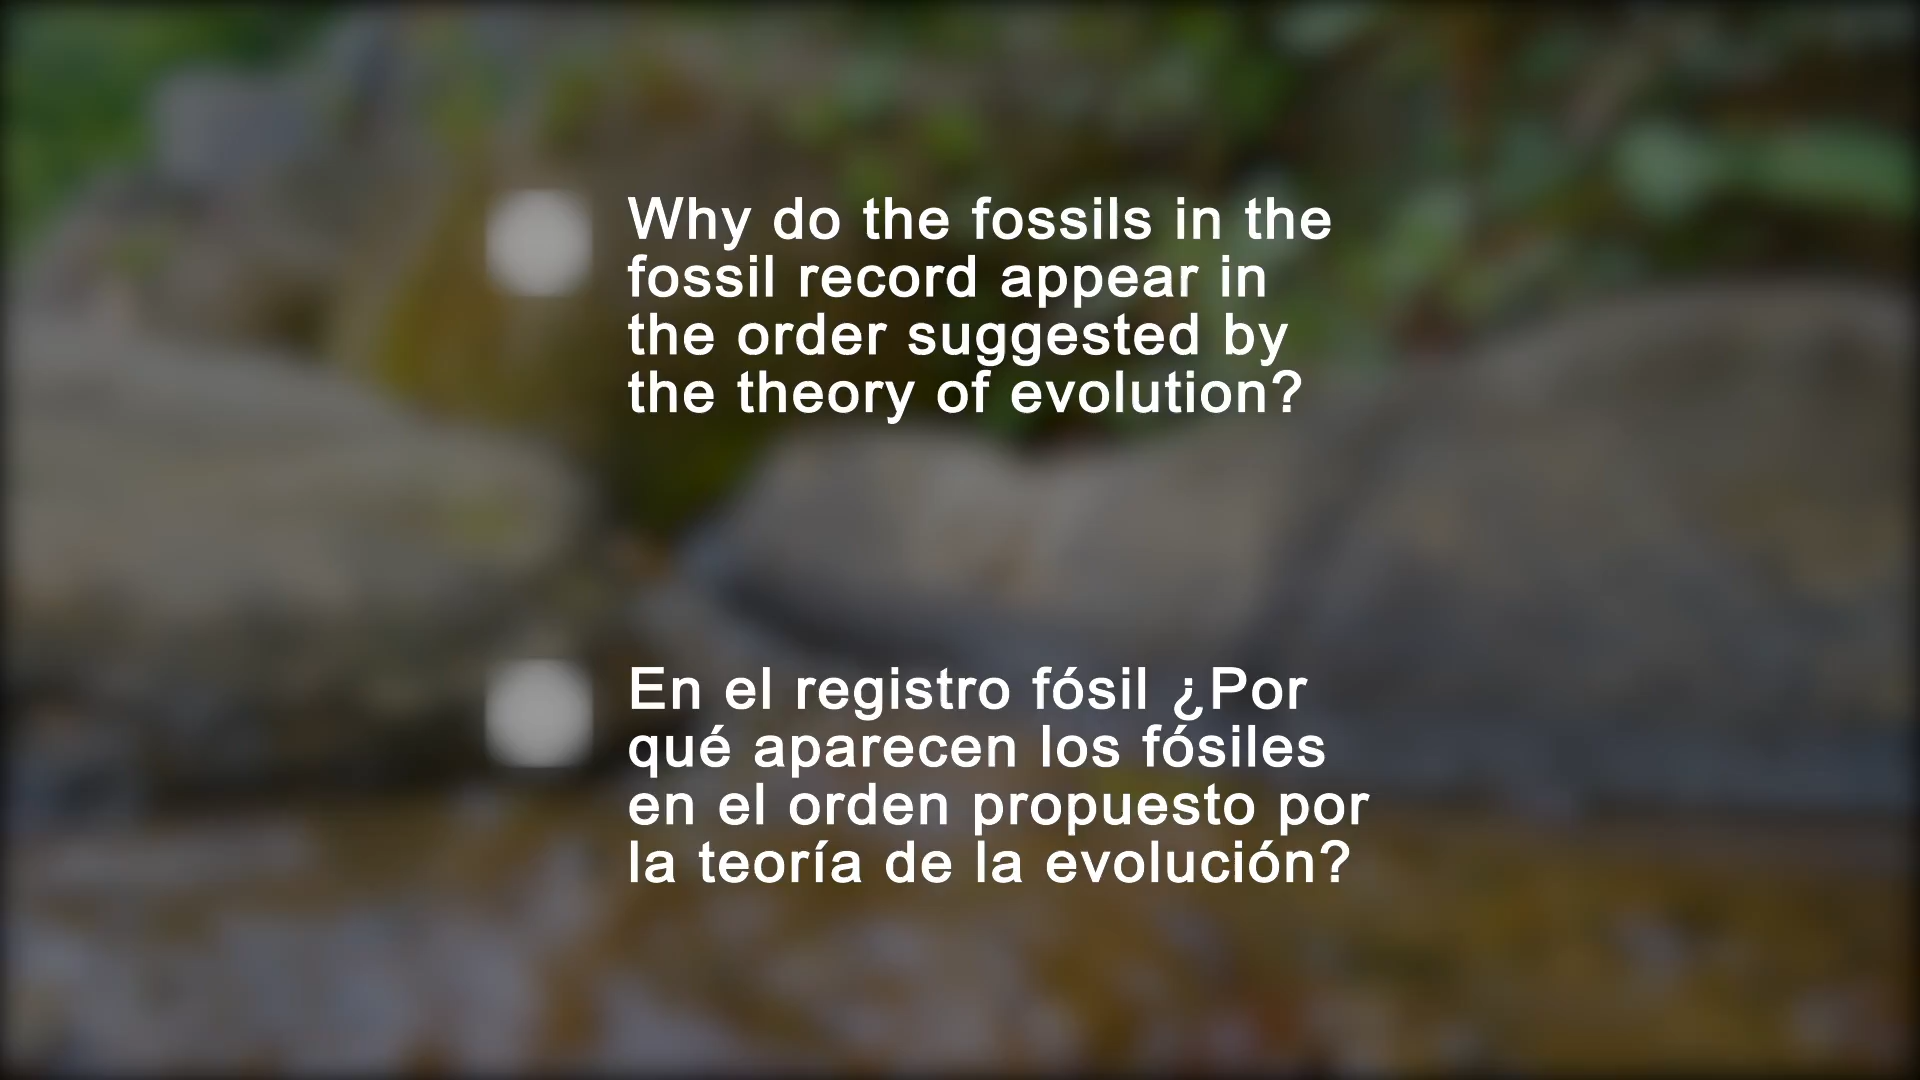 Why do the fossils in the
fossil record appear in
the order suggested by
the theory of evolution?
En el registro fósil ¿Por
qué aparecen los fósiles
en el orden propuesto por
la teoría de la evolución?